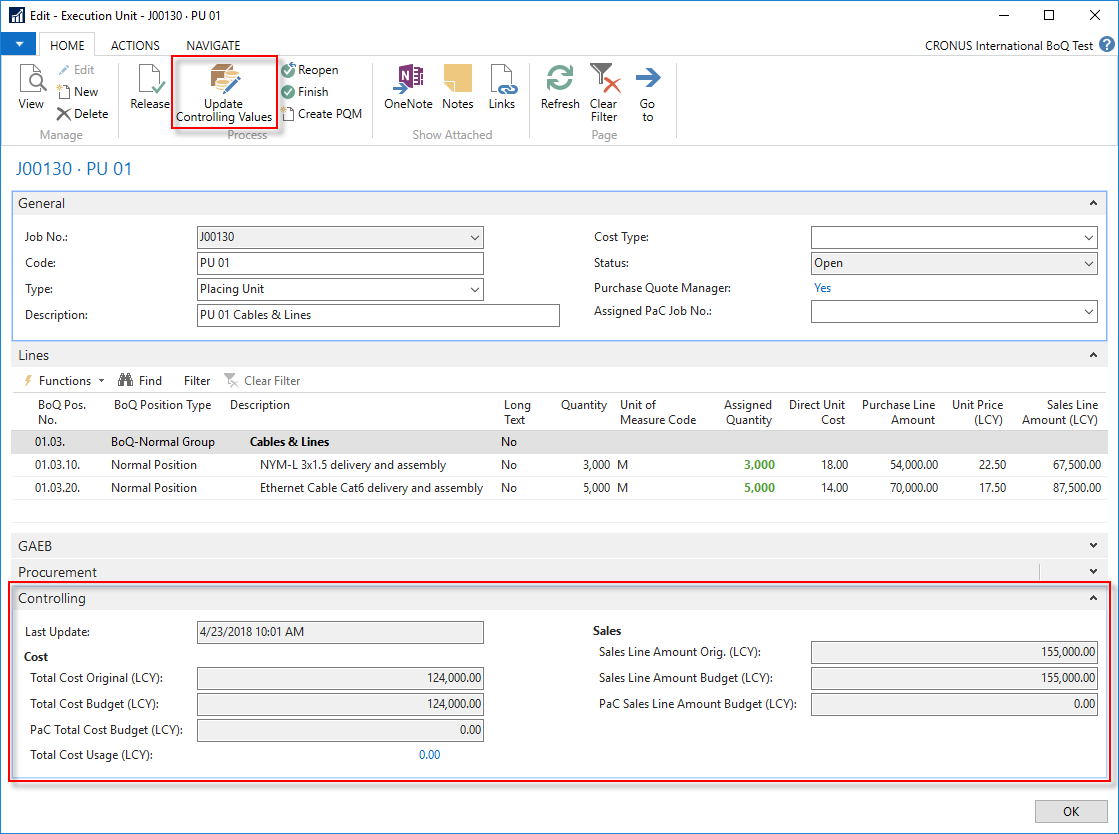 Edit - Execution Unit - J00130 · PU 01
HOME ACTIONS NAVIGATE
CRONUS International BoQ Test ?
View
Edit
New
Delete
Manage
Release
Update
Controlling Values
Reopen
Finish
Create PQM
Process
OneNote
Notes
Links
Show Attached
Refresh
Clear
Filter
Go
to
Page
J00130 · PU 01
General
Job No.: J00130
Code: PU 01
Type: Placing Unit
Description: PU 01 Cables & Lines
Cost Type:
Status: Open
Purchase Quote Manager: Yes
Assigned PaC Job No.:
Lines
Functions Find Filter Clear Filter
BoQ Pos. BoQ Position Type Description Long Quantity Unit of Assigned Direct Unit Purchase Line Unit Price Sales Line
No. Text Measure Code Quantity Cost Amount (LCY) Amount (LCY)
01.03. BoQ-Normal Group Cables & Lines No
01.03.10. Normal Position NYM-L 3x1.5 delivery and assembly No 3,000 M 3,000 18.00 54,000.00 22.50 67,500.00
01.03.20. Normal Position Ethernet Cable Cat6 delivery and assembly No 5,000 M 5,000 14.00 70,000.00 17.50 87,500.00
GAEB
Procurement
Controlling
Last Update: 4/23/2018 10:01 AM
Cost
Total Cost Original (LCY): 124,000.00
Total Cost Budget (LCY): 124,000.00
PaC Total Cost Budget (LCY): 0.00
Total Cost Usage (LCY): 0.00
Sales
Sales Line Amount Orig. (LCY): 155,000.00
Sales Line Amount Budget (LCY): 155,000.00
PaC Sales Line Amount Budget (LCY): 0.00
OK